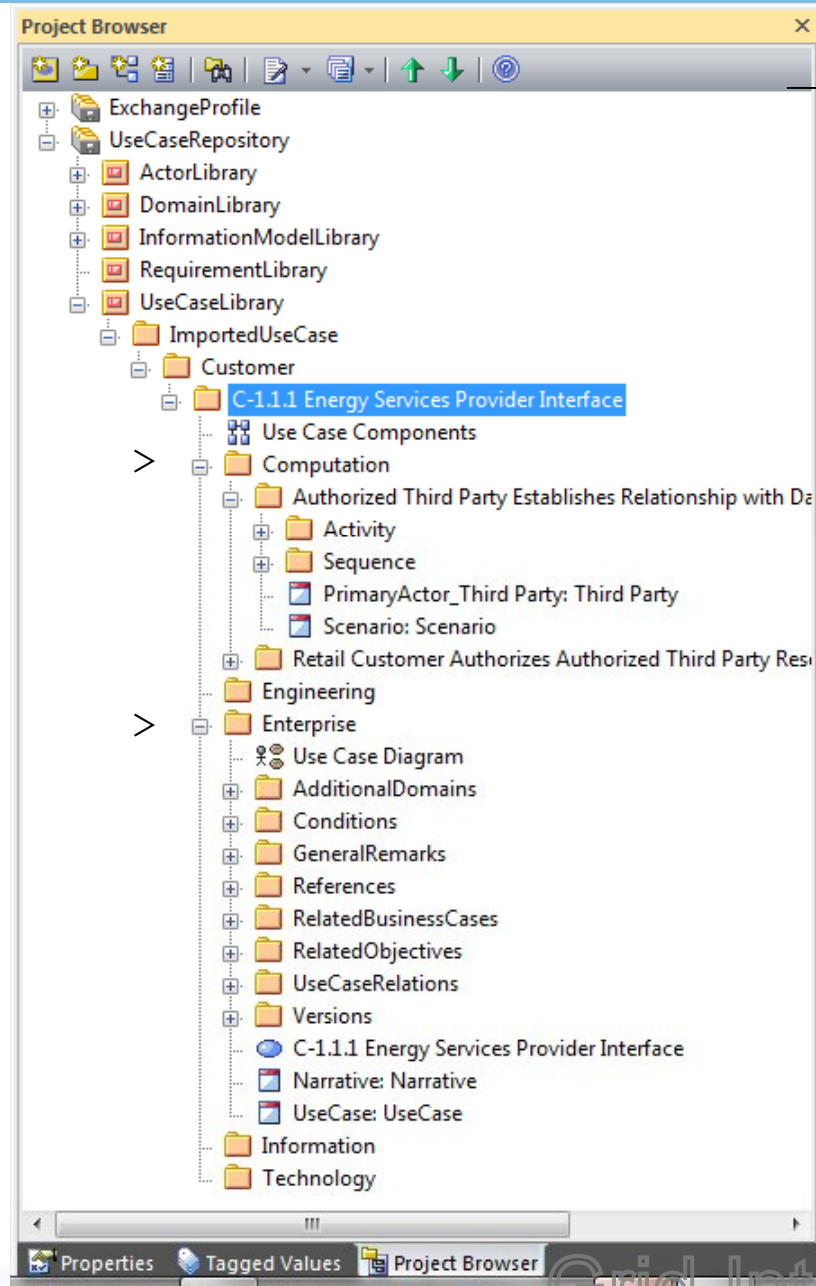 Project Browser
ExchangeProfile
UseCaseRepository
ActorLibrary
DomainLibrary
InformationModelLibrary
RequirementLibrary
UseCaseLibrary
ImportedUseCase
Customer
C-1.1.1 Energy Services Provider Interface
Use Case Components
>
Computation
Authorized Third Party Establishes Relationship with Da
Activity
Sequence
PrimaryActor_Third Party: Third Party
Scenario: Scenario
Retail Customer Authorizes Authorized Third Party Res
Engineering
>
Enterprise
Use Case Diagram
AdditionalDomains
Conditions
GeneralRemarks
References
RelatedBusinessCases
RelatedObjectives
UseCaseRelations
Versions
C-1.1.1 Energy Services Provider Interface
Narrative: Narrative
UseCase: UseCase
Information
Technology
Properties Tagged Values Project Browser